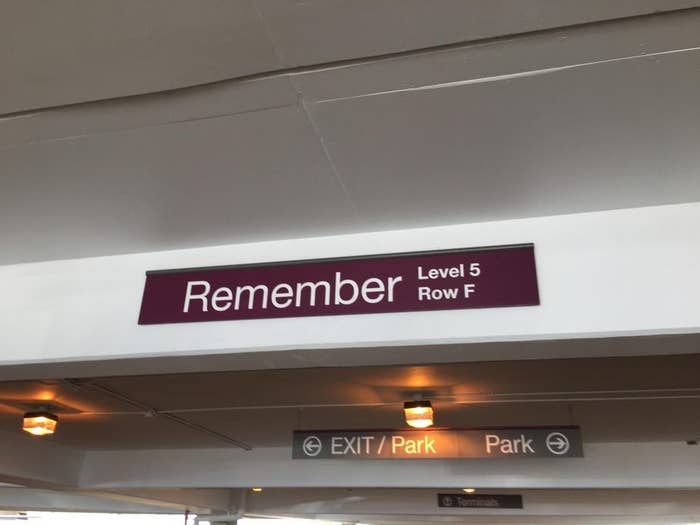 Remember Level 5
Row F
EXIT / Park Park
Terminals